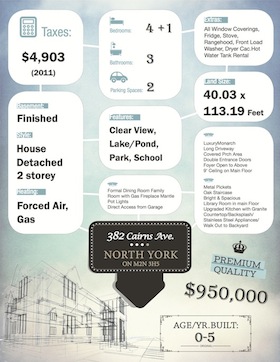 Taxes:
$4,903
(2011)
Bedrooms:
4 +1
Bathrooms:
3
Parking Spaces:
2
Extras:
All Window Coverings,
Fridge, Stove,
Rangehood, Front Load
Washer, Dryer Cac.Hot
Water Tank Rental
Land Size:
40.03 x
113.19 Feet
Basement:
Finished
Style:
House
Detached
2 storey
Heating:
Forced Air,
Gas
Features:
Clear View,
Lake/Pond,
Park, School
Formal Dining Room Family
Room with Gas Fireplace Mantle
Pot Lights
Direct Access from Garage
LuxuryMonarch
Long Driveway
Covered Poch Area
Double Entrance Doors
Foyer Open to Above
9' Ceiling on Main Floor
Metal Pickets
Oak Staircase
Bright & Spacious
Library Room in main Floor
Upgraded Kitchen with Granite
Countertop/Backsplash/
Stainless Steel Appliances/
Walk Out to Backyard
382 Cairns Ave.
NORTH YORK
ON M2N 3H5
PREMIUM
QUALITY
$950,000
AGE/YR.BUILT:
0-5